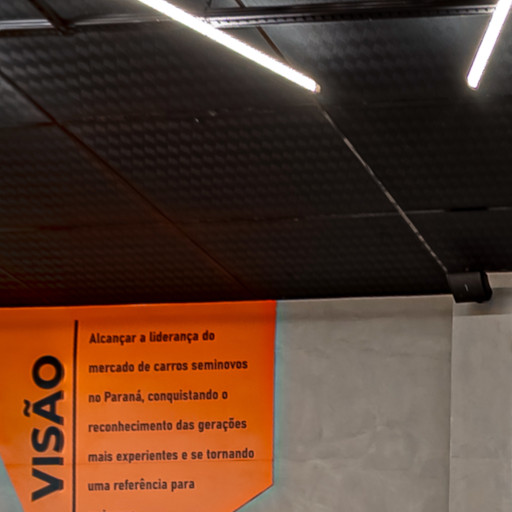 VISÃO
Alcançar a liderança do
mercado de carros seminovos
no Paraná, conquistando o
reconhecimento das gerações
mais experientes e se tornando
uma referência para